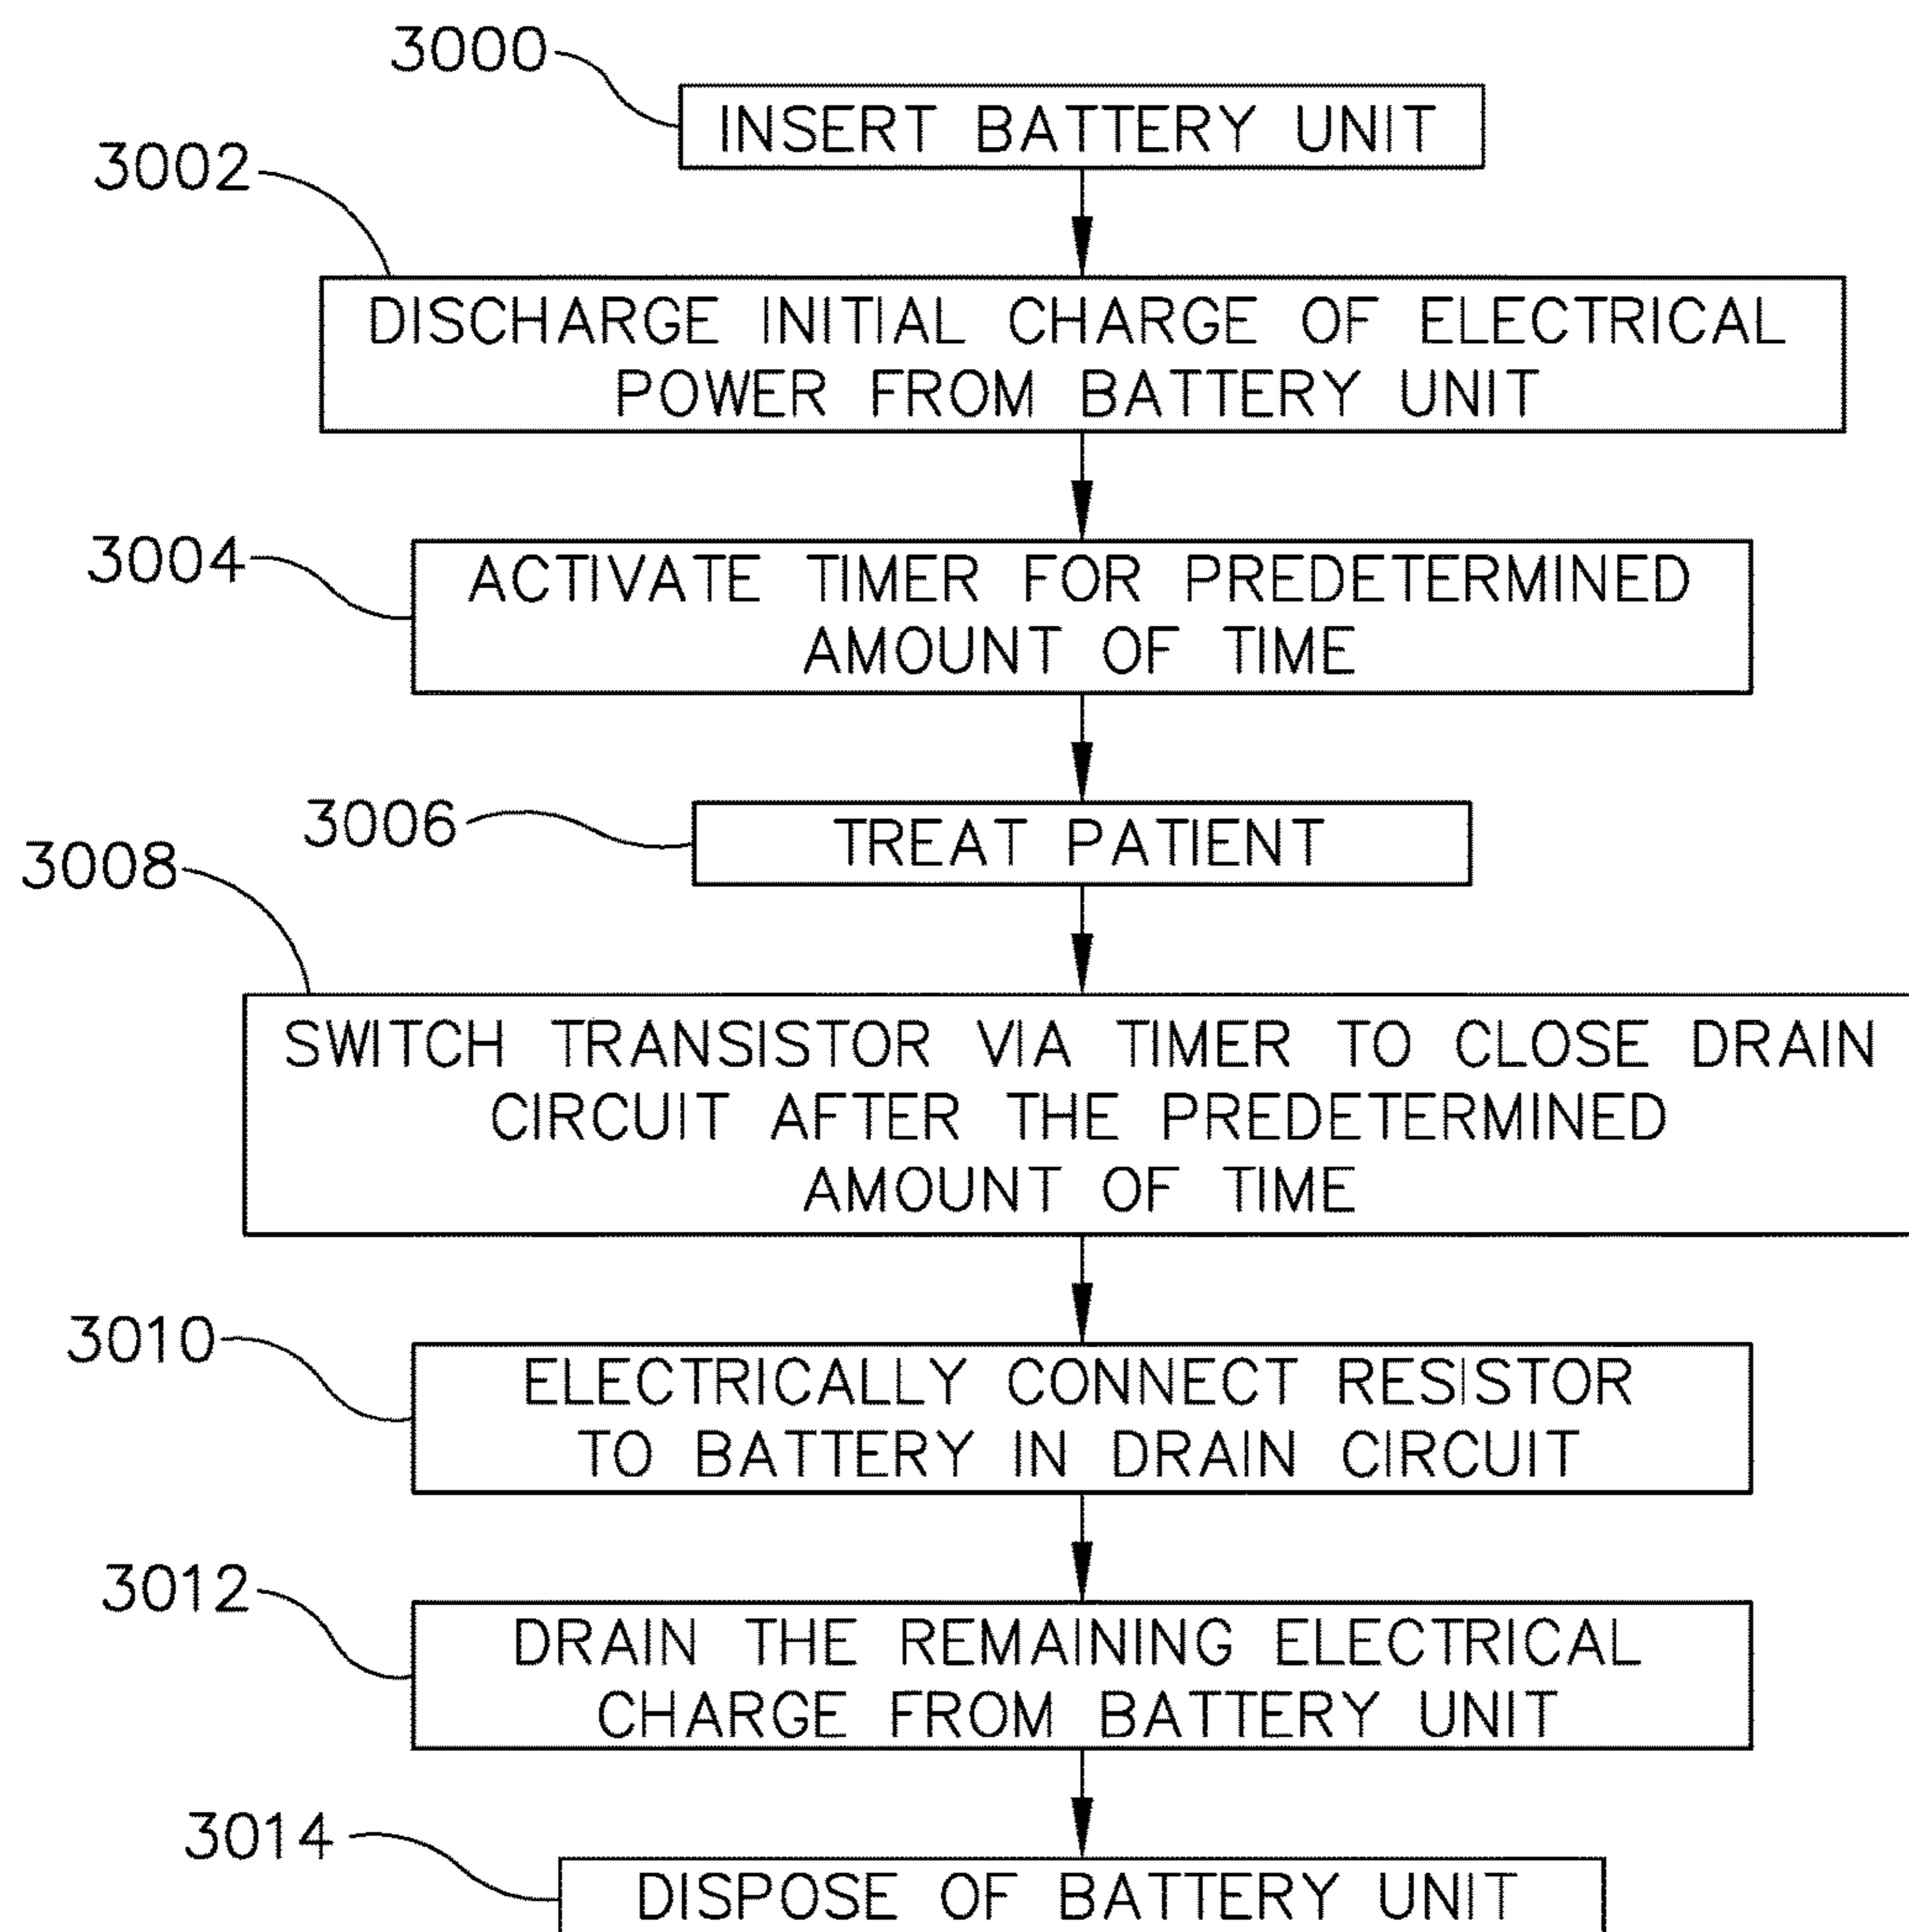 3000
INSERT BATTERY UNIT
3002
DISCHARGE INITIAL CHARGE OF ELECTRICAL
POWER FROM BATTERY UNIT
3004
ACTIVATE TIMER FOR PREDETERMINED
AMOUNT OF TIME
3006
TREAT PATIENT
3008
SWITCH TRANSISTOR VIA TIMER TO CLOSE DRAIN
CIRCUIT AFTER THE PREDETERMINED
AMOUNT OF TIME
3010
ELECTRICALLY CONNECT RESISTOR
TO BATTERY IN DRAIN CIRCUIT
3012
DRAIN THE REMAINING ELECTRICAL
CHARGE FROM BATTERY UNIT
3014
DISPOSE OF BATTERY UNIT